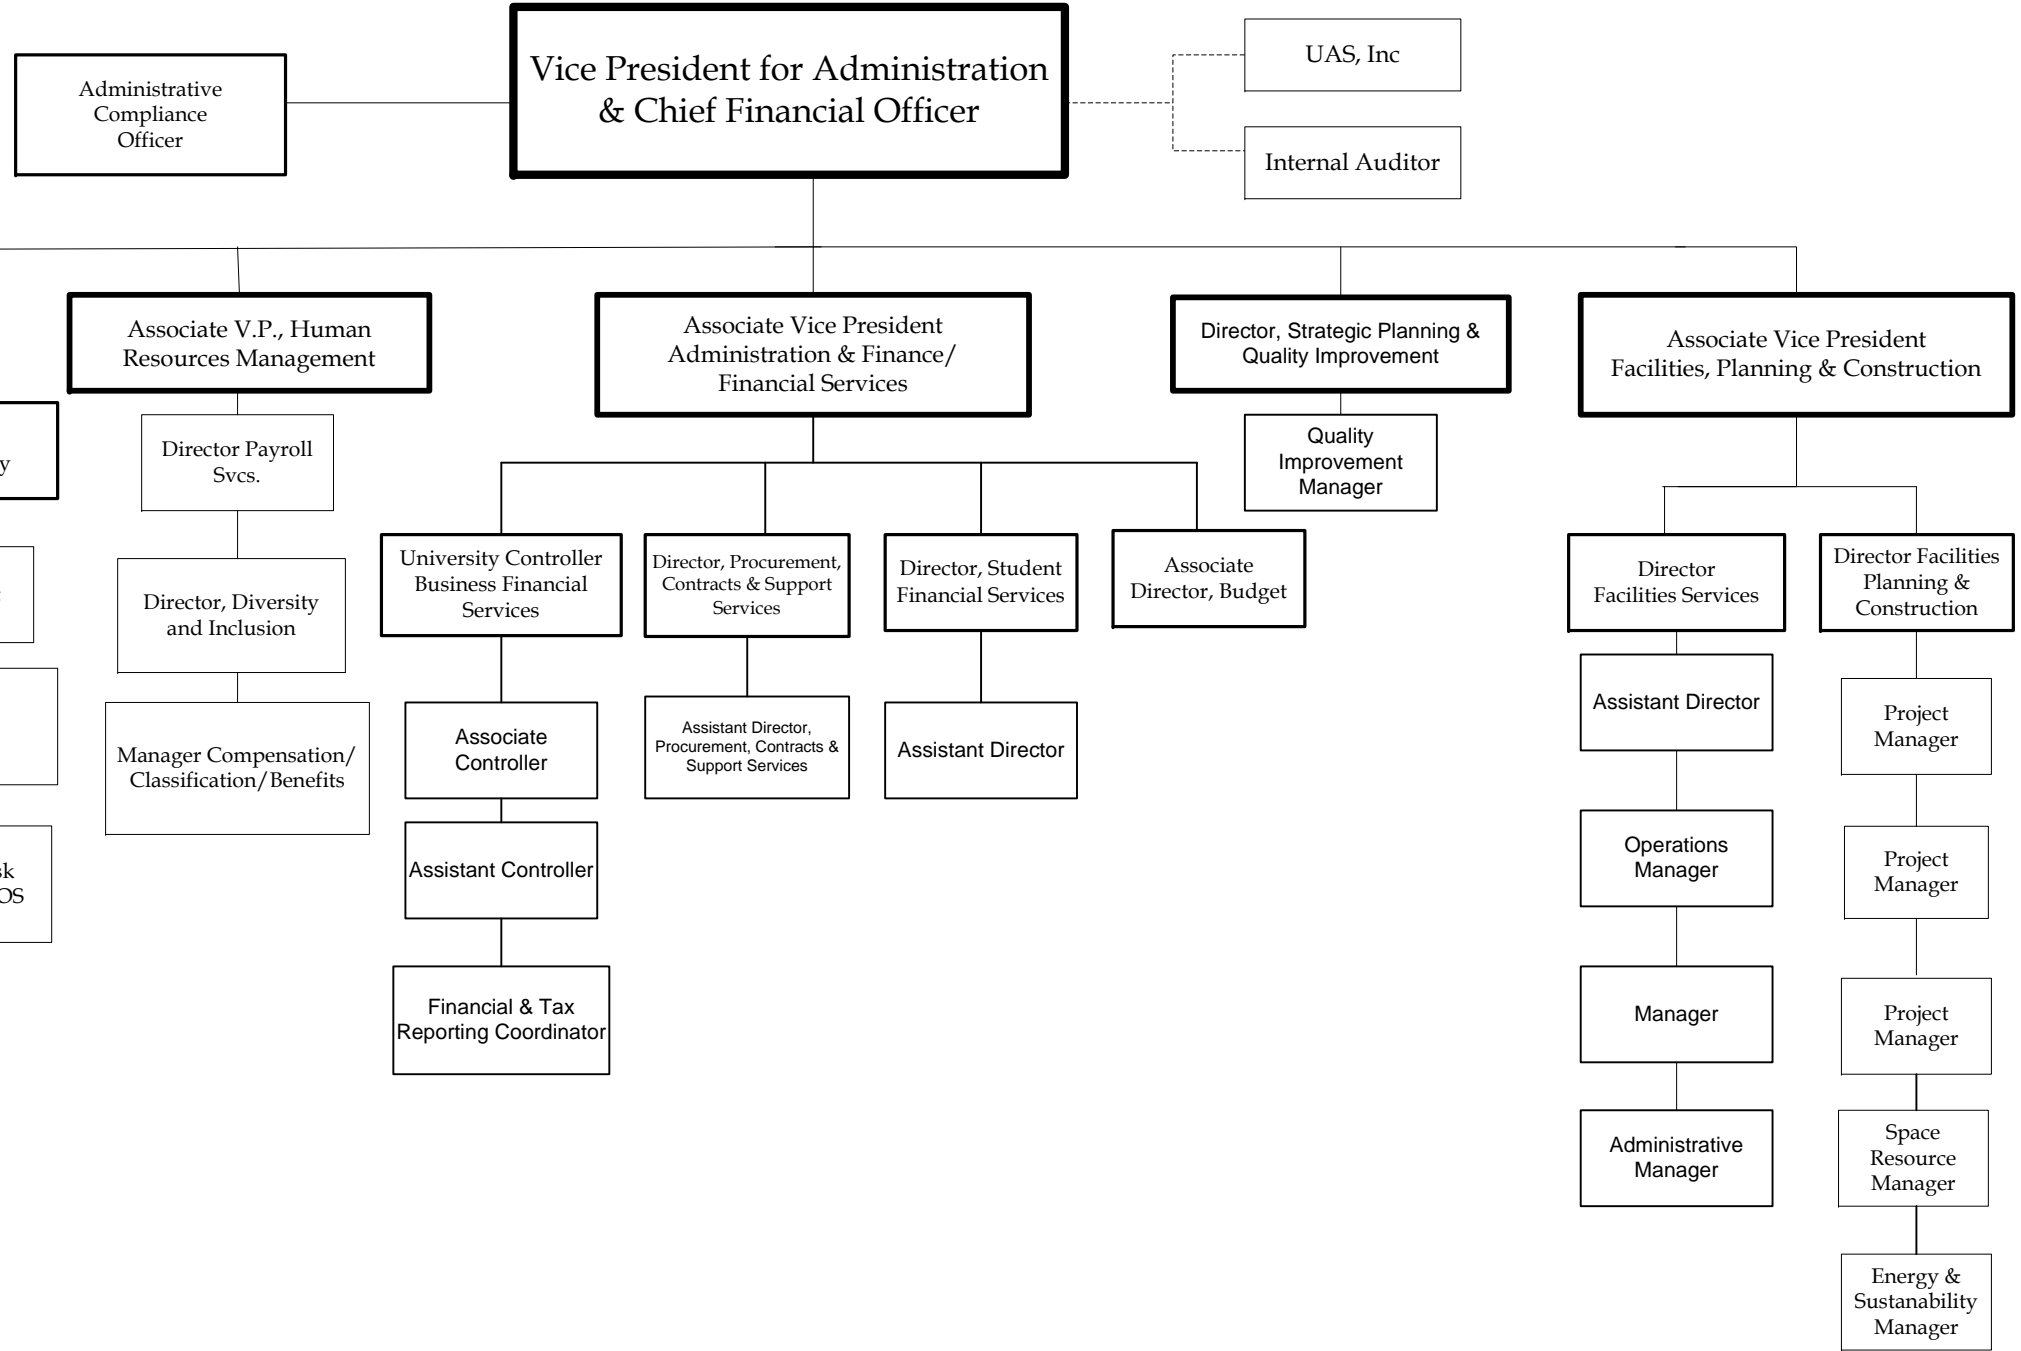 Vice President for Administration
& Chief Financial Officer
Administrative
Compliance
Officer
UAS, Inc
Internal Auditor
Associate V.P., Human
Resources Management
Director Payroll
Svcs.
Director, Diversity
and Inclusion
Manager Compensation/
Classification/Benefits
Associate Vice President
Administration & Finance/
Financial Services
University Controller
Business Financial
Services
Associate
Controller
Assistant Controller
Financial & Tax
Reporting Coordinator
Director, Procurement,
Contracts & Support
Services
Assistant Director,
Procurement, Contracts &
Support Services
Director, Student
Financial Services
Assistant Director
Associate
Director, Budget
Director, Strategic Planning &
Quality Improvement
Quality
Improvement
Manager
Associate Vice President
Facilities, Planning & Construction
Director
Facilities Services
Assistant Director
Operations
Manager
Manager
Administrative
Manager
Director Facilities
Planning &
Construction
Project
Manager
Project
Manager
Project
Manager
Space
Resource
Manager
Energy &
Sustanability
Manager